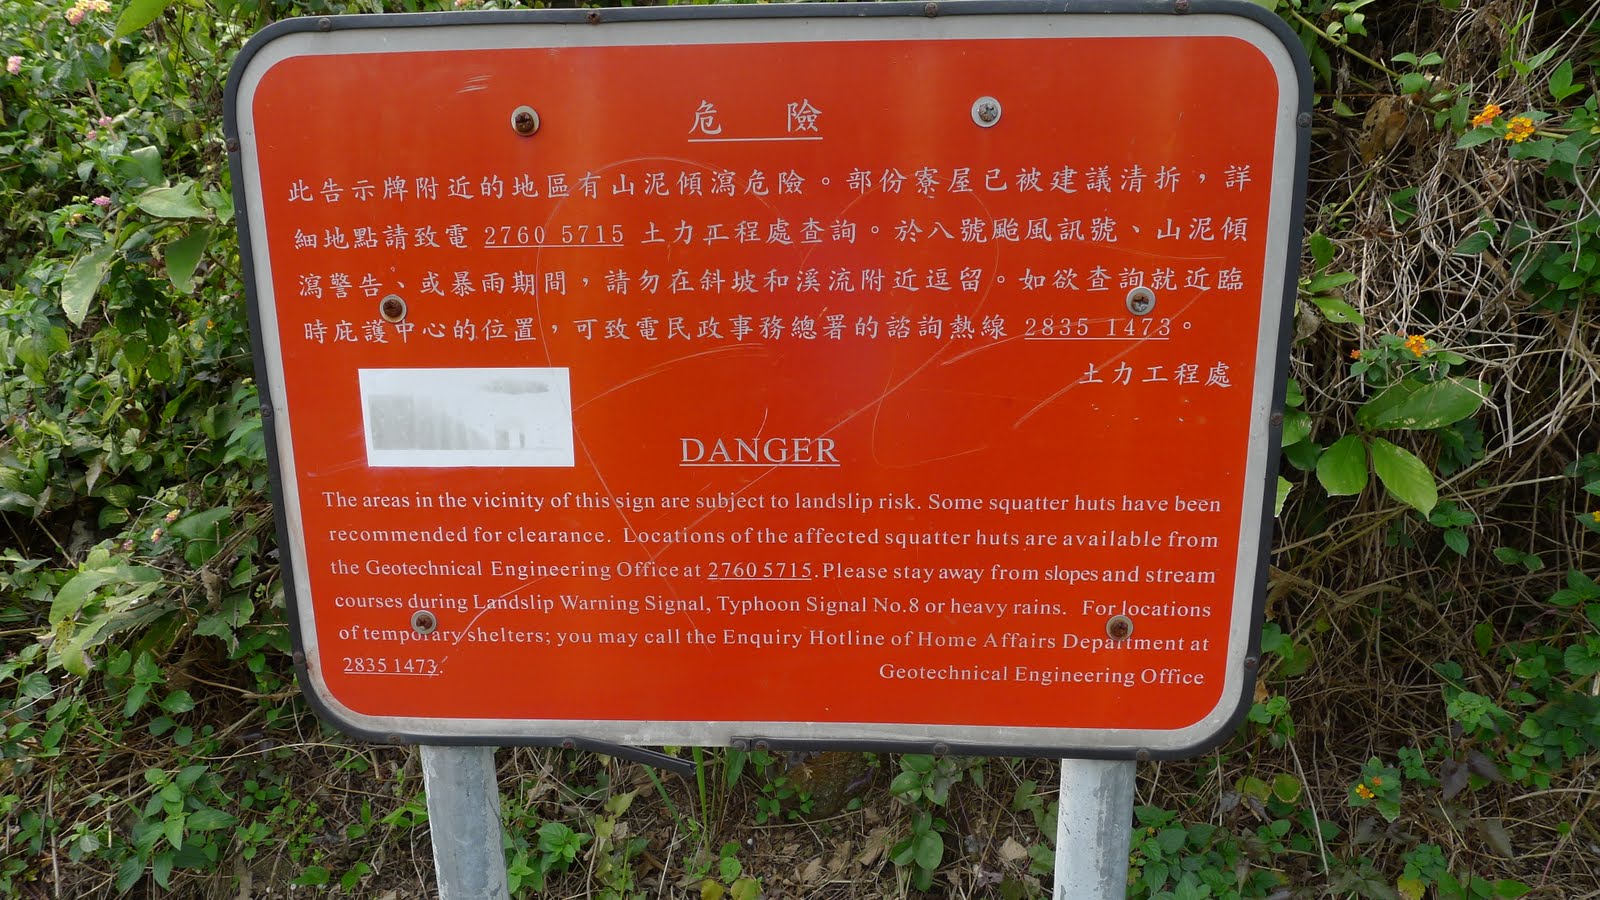 危 險
此告示牌附近的地區有山泥傾瀉危險。部份寮屋已被建議清拆，詳
細地點請致電 2760 5715 土力工程處查詢。於八號颱風訊號、山泥傾
瀉警告、或暴雨期間，請勿在斜坡和溪流附近逗留。如欲查詢就近臨
時庇護中心的位置，可致電民政事務總署的諮詢熱線 2835 1473。
土力工程處
DANGER
The areas in the vicinity of this sign are subject to landslip risk. Some squatter huts have been
recommended for clearance. Locations of the affected squatter huts are available from
the Geotechnical Engineering Office at 2760 5715. Please stay away from slopes and stream
courses during Landslip Warning Signal, Typhoon Signal No.8 or heavy rains. For locations
of temporary shelters; you may call the Enquiry Hotline of Home Affairs Department at
2835 1473.
Geotechnical Engineering Office